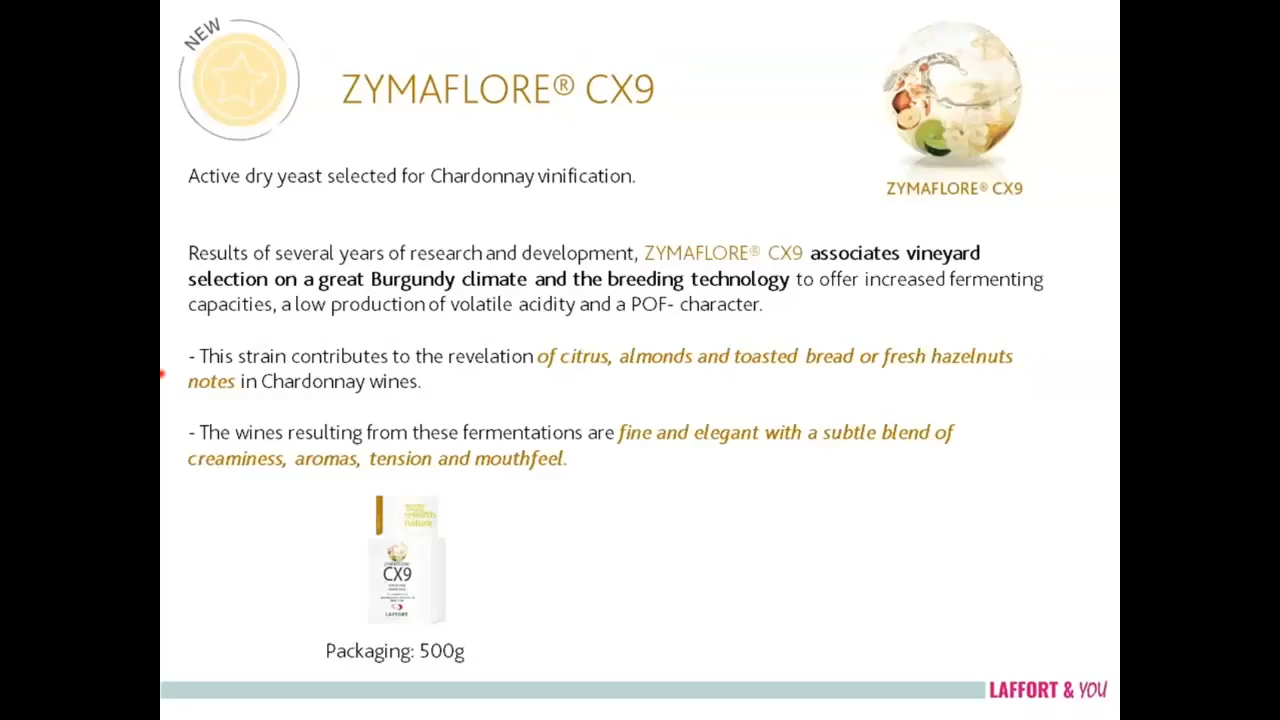 NEW
ZYMAFLORE® CX9
ZYMAFLORE® CX9
Active dry yeast selected for Chardonnay vinification.
Results of several years of research and development, ZYMAFLORE® CX9 associates vineyard
selection on a great Burgundy climate and the breeding technology to offer increased fermenting
capacities, a low production of volatile acidity and a POF- character.
- This strain contributes to the revelation of citrus, almonds and toasted bread or fresh hazelnuts
notes in Chardonnay wines.
- The wines resulting from these fermentations are fine and elegant with a subtle blend of
creaminess, aromas, tension and mouthfeel.
nature
CX9
LAFFORT
Packaging: 500g
LAFFORT & YOU